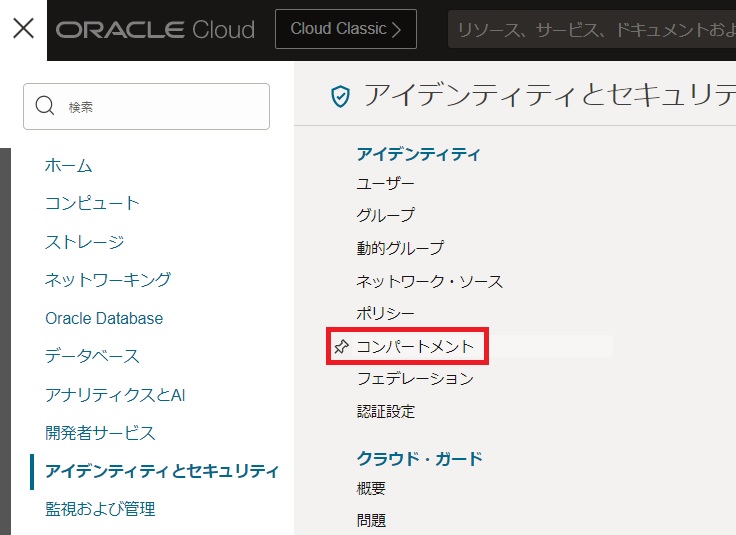 ORACLE Cloud
Cloud Classic
リソース、サービス、ドキュメントおよ
検索
ホーム
コンピュート
ストレージ
ネットワーキング
Oracle Database
データベース
アナリティクスとAI
開発者サービス
アイデンティティとセキュリティ
監視および管理
アイデンティティとセキュリテ
アイデンティティ
ユーザー
グループ
動的グループ
ネットワーク・ソース
ポリシー
コンパートメント
フェデレーション
認証設定
クラウド・ガード
概要
問題